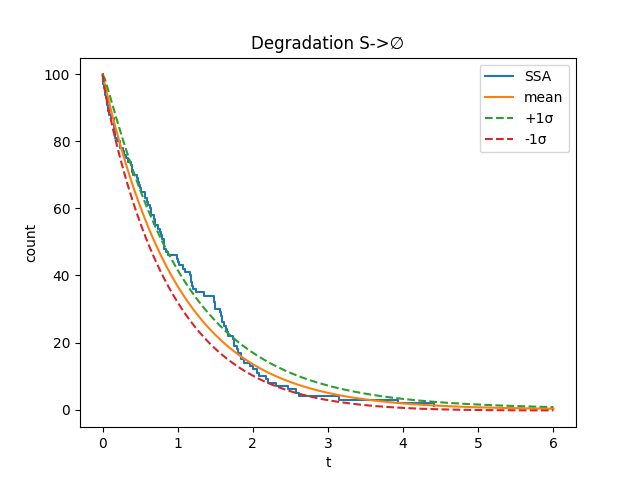 Degradation S->∅
SSA
mean
+1σ
-1σ
100
80
60
40
20
0
count
0 1 2 3 4 5 6
t